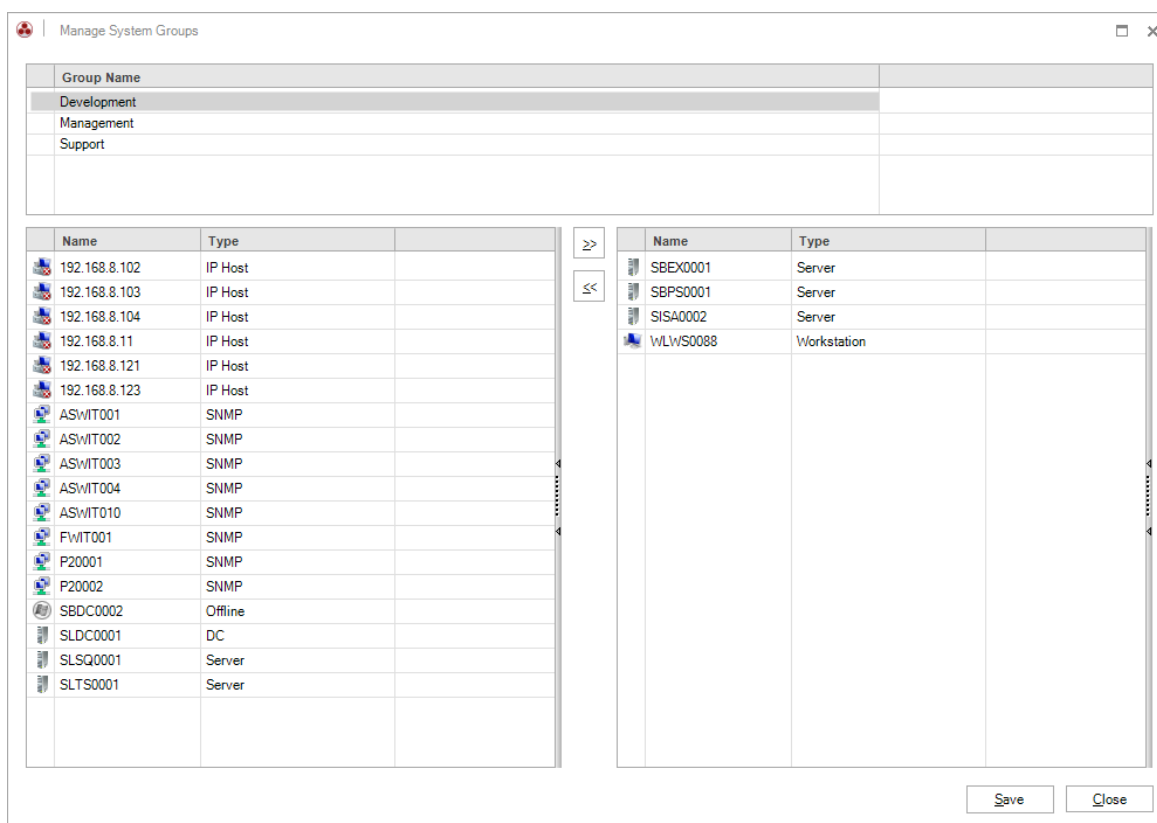 Manage System Groups
Group Name
Development
Management
Support
Name Type
192.168.8.102 IP Host
192.168.8.103 IP Host
192.168.8.104 IP Host
192.168.8.11 IP Host
192.168.8.121 IP Host
192.168.8.123 IP Host
ASWIT001 SNMP
ASWIT002 SNMP
ASWIT003 SNMP
ASWIT004 SNMP
ASWIT010 SNMP
FWIT001 SNMP
P20001 SNMP
P20002 SNMP
SBDC0002 Offline
SLDC0001 DC
SLSQ0001 Server
SLTS0001 Server
>>
<<
Name Type
SBEX0001 Server
SBPS0001 Server
SISA0002 Server
WLWS0088 Workstation
Save Close